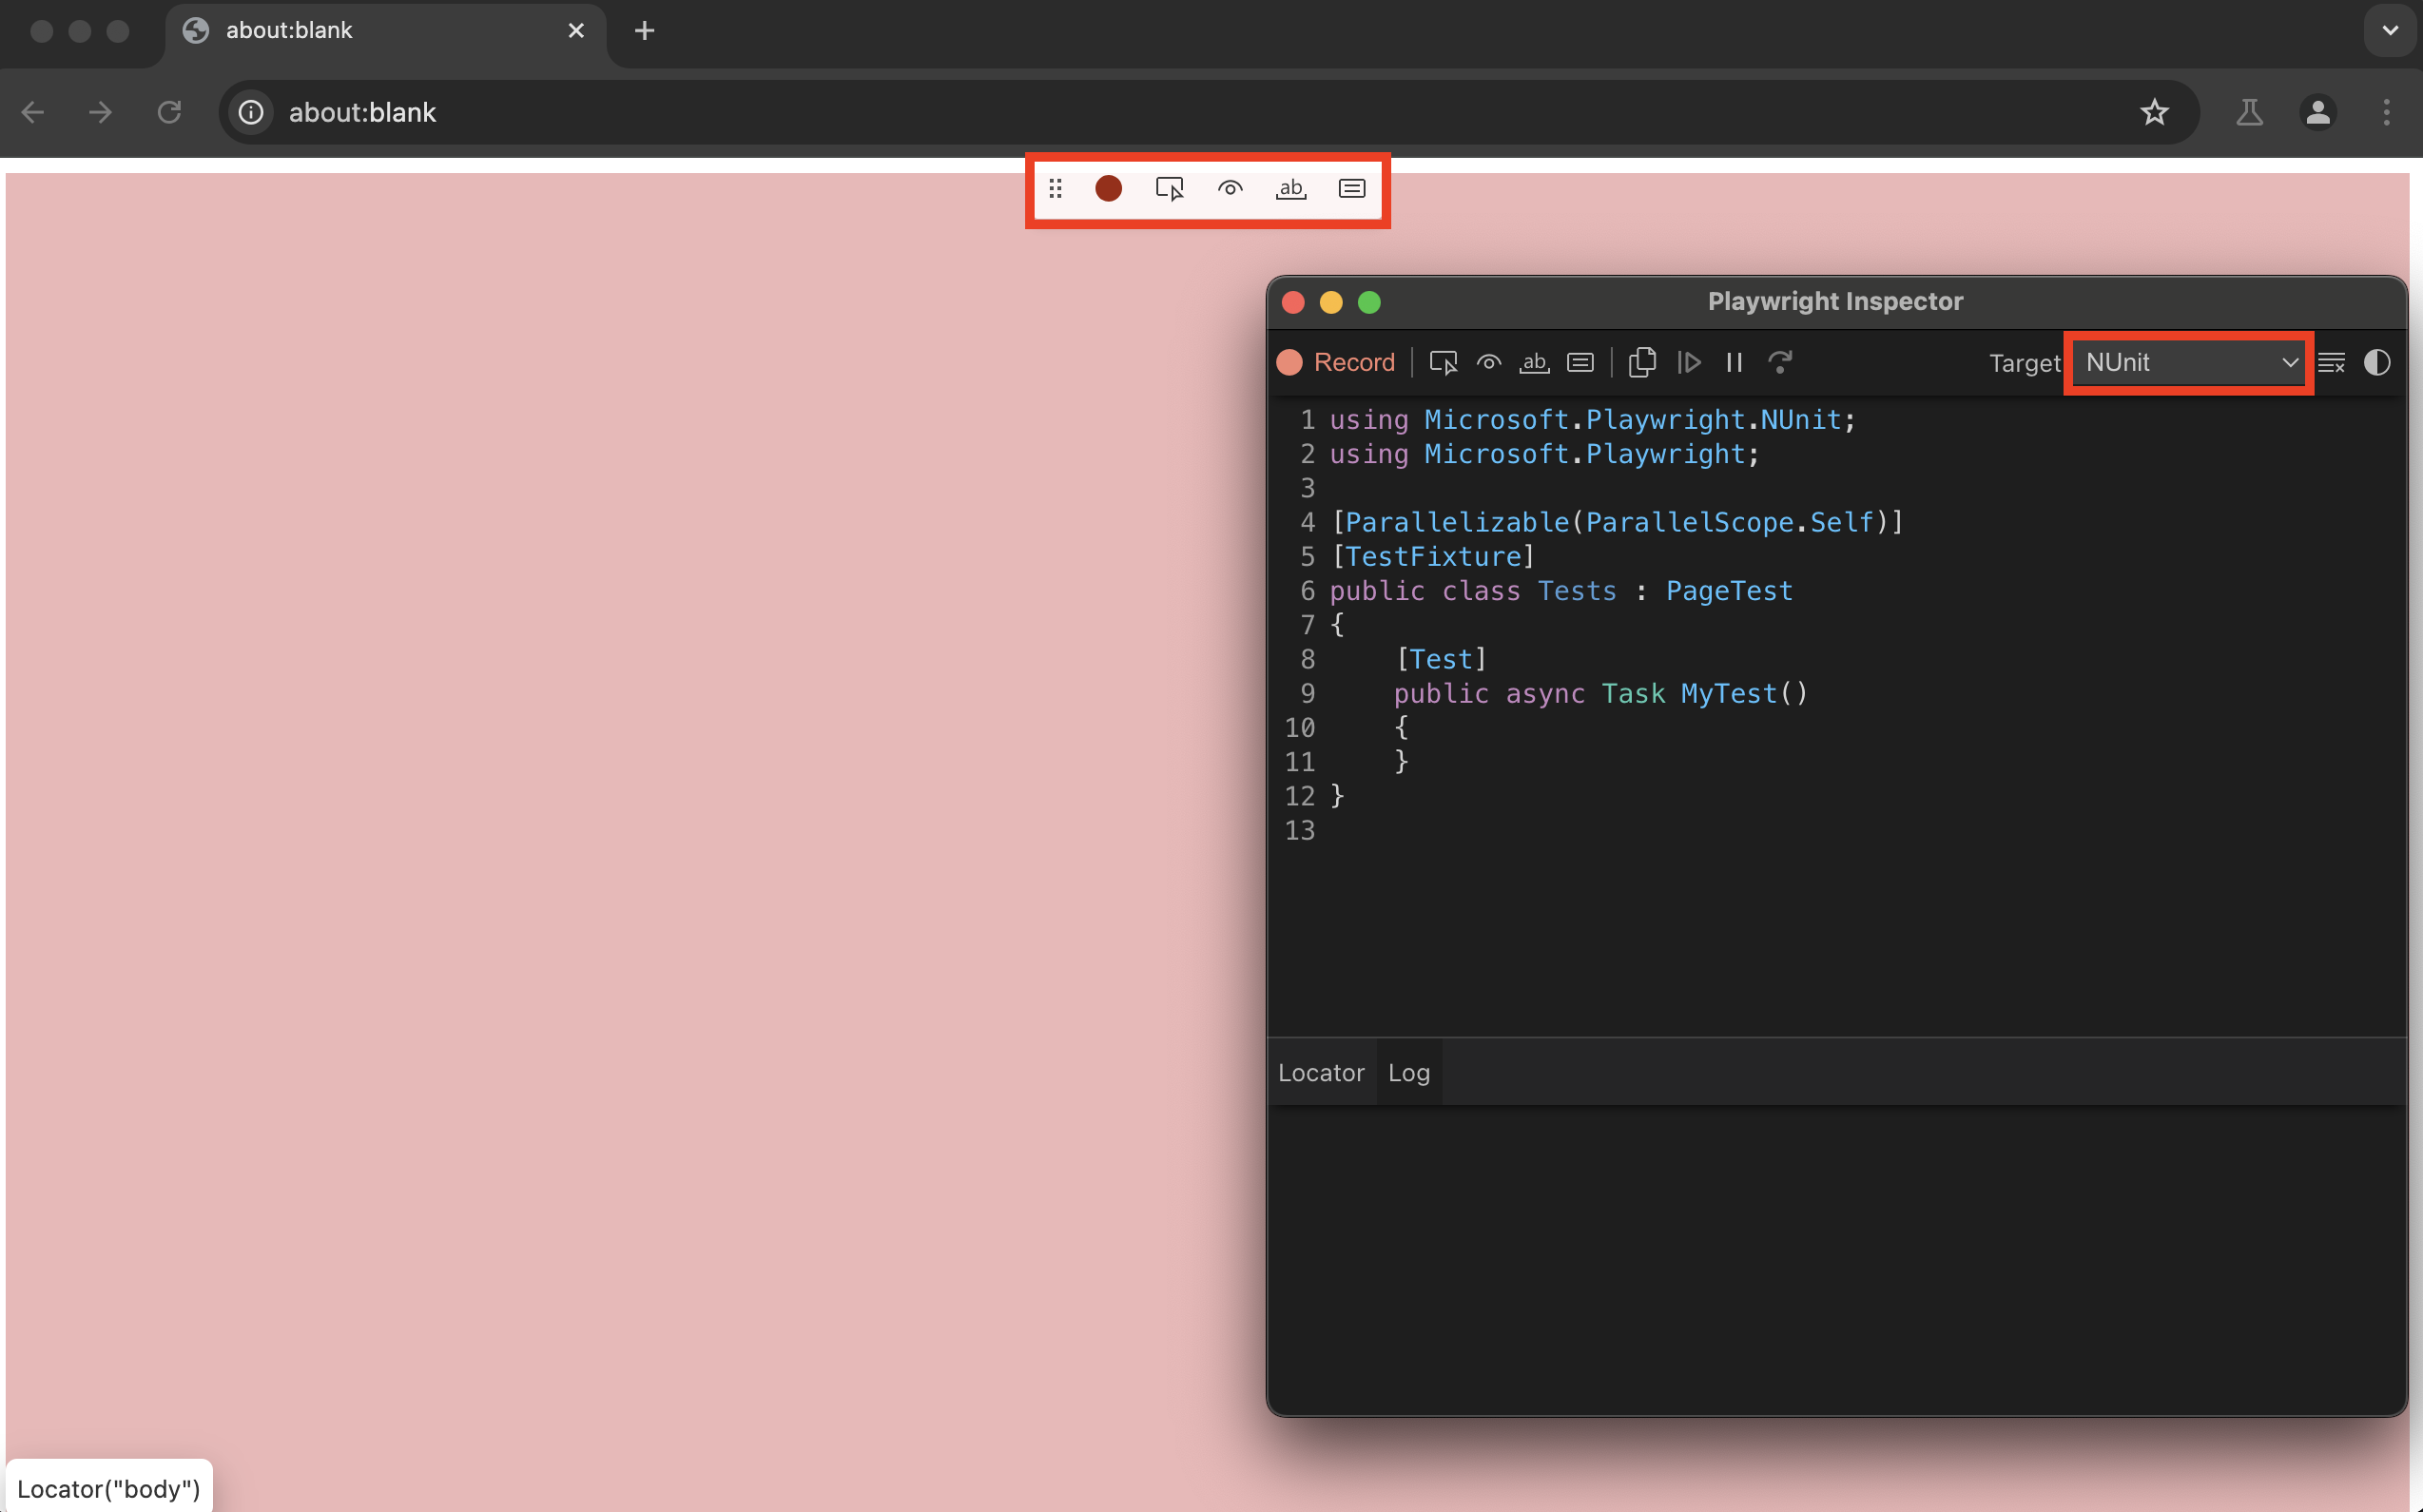 about:blank
about:blank
ab
Playwright Inspector
Record
ab
Target
NUnit
1 using Microsoft.Playwright.NUnit;
2 using Microsoft.Playwright;
3
4 [Parallelizable(ParallelScope.Self)]
5 [TestFixture]
6 public class Tests : PageTest
7 {
8     [Test]
9     public async Task MyTest()
10     {
11     }
12 }
13
Locator Log
Locator("body")